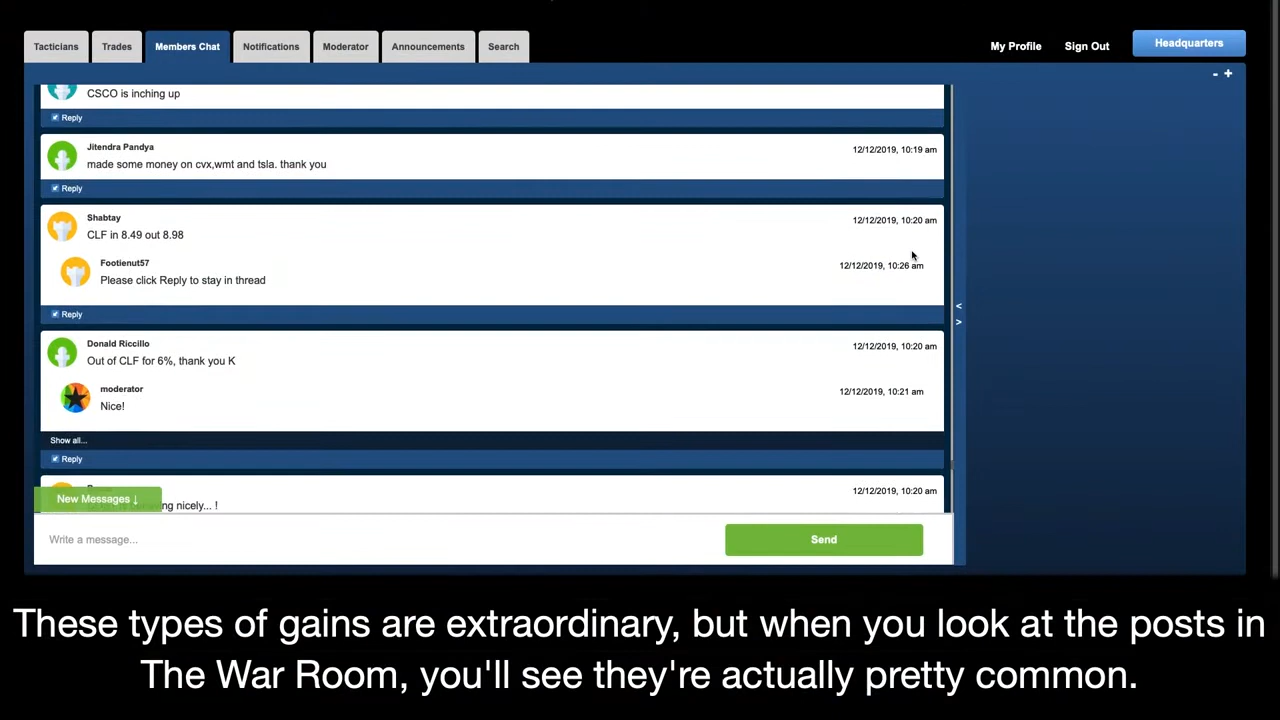 Tacticians Trades Members Chat Notifications Moderator Announcements Search My Profile Sign Out Headquarters
- +
CSCO is inching up
Reply
Jitendra Pandya 12/12/2019, 10:19 am
made some money on cvx,wmt and tsla. thank you
Reply
Shabtay 12/12/2019, 10:20 am
CLF in 8.49 out 8.98
Footienut57 12/12/2019, 10:26 am
Please click Reply to stay in thread
Reply
< >
Donald Riccillo 12/12/2019, 10:20 am
Out of CLF for 6%, thank you K
moderator 12/12/2019, 10:21 am
Nice!
Show all...
Reply
12/12/2019, 10:20 am
New Messages ↓
nicely... !
Write a message... Send
These types of gains are extraordinary, but when you look at the posts in
The War Room, you'll see they're actually pretty common.